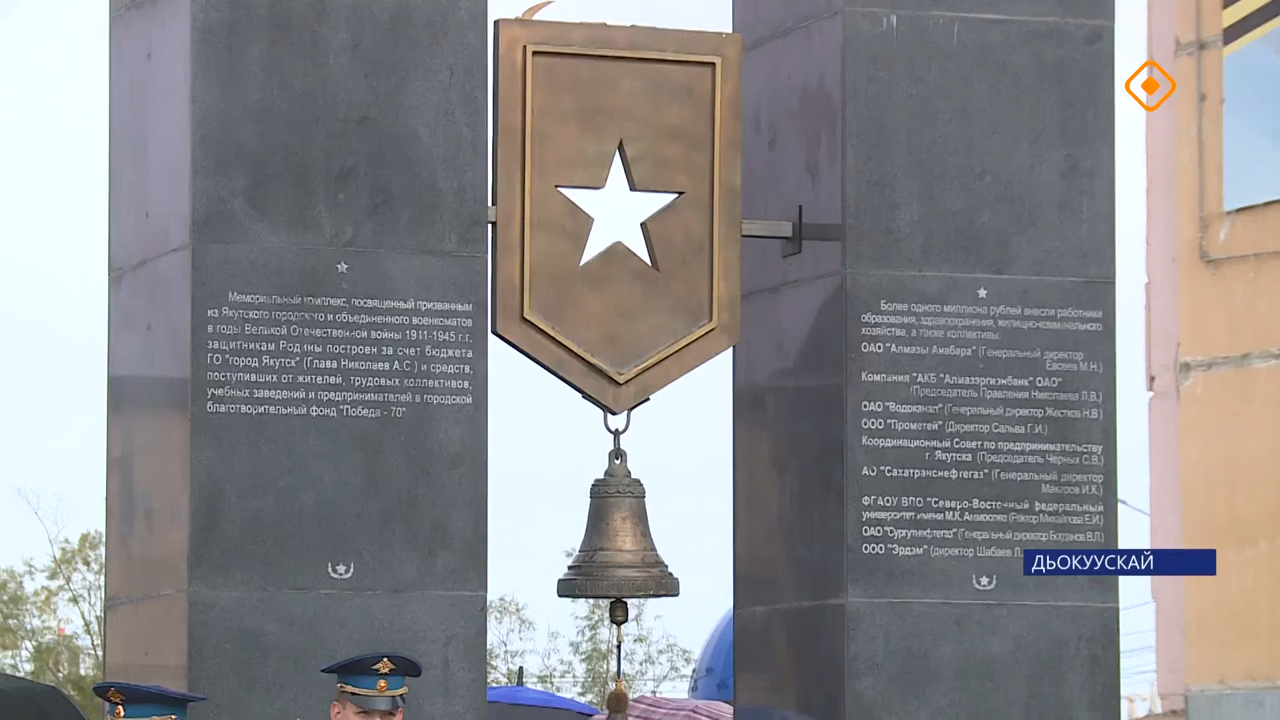 Мемориальный комплекс, посвященный призванным
из Якутского городского и объединенного военкоматов
в годы Великой Отечественной войны 1941-1945 г.г.
защитникам Родины построен за счет бюджета
ГО "город Якутск" (Глава Николаев А.С.) и средств,
поступивших от жителей, трудовых коллективов,
учебных заведений и предпринимателей в городской
благотворительный фонд "Победа - 70"
Более одного миллиона рублей внесли работники
образования, здравоохранения, жилищно-коммунального
хозяйства, а также коллективы:
ОАО "Алмазы Анабара" (Генеральный директор
Евсеев М.Н.)
Компания "АКБ "Алмазэргиэнбанк" ОАО"
(Председатель Правления Николаева Л.В.)
ОАО "Водоканал" (Генеральный директор Жестков Н.В.)
ООО "Прометей" (Директор Сальва Г.И.)
Координационный Совет по предпринимательству
г. Якутска (Председатель Черных С.В.)
АО "Сахатранснефтегаз" (Генеральный директор
Макаров И.К.)
ФГАОУ ВПО "Северо-Восточный федеральный
университет имени М.К. Аммосова (Ректор Михайлова Е.И.)
ОАО "Сургутнефтегаз" (Генеральный директор Богданов В.Л.)
ООО "Эрдэм" (директор Шабаев Л.
ДЬОКУУСКАЙ